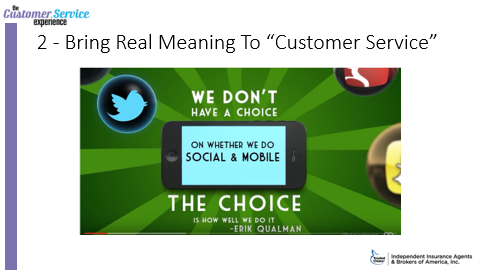 the
Customer Service
experience
2 - Bring Real Meaning To “Customer Service”
WE DON'T
HAVE A CHOICE
ON WHETHER WE DO
SOCIAL & MOBILE
THE CHOICE
IS HOW WELL WE DO IT
-ERIK QUALMAN
Trusted
Choice
Independent Insurance Agents
& Brokers of America, Inc.